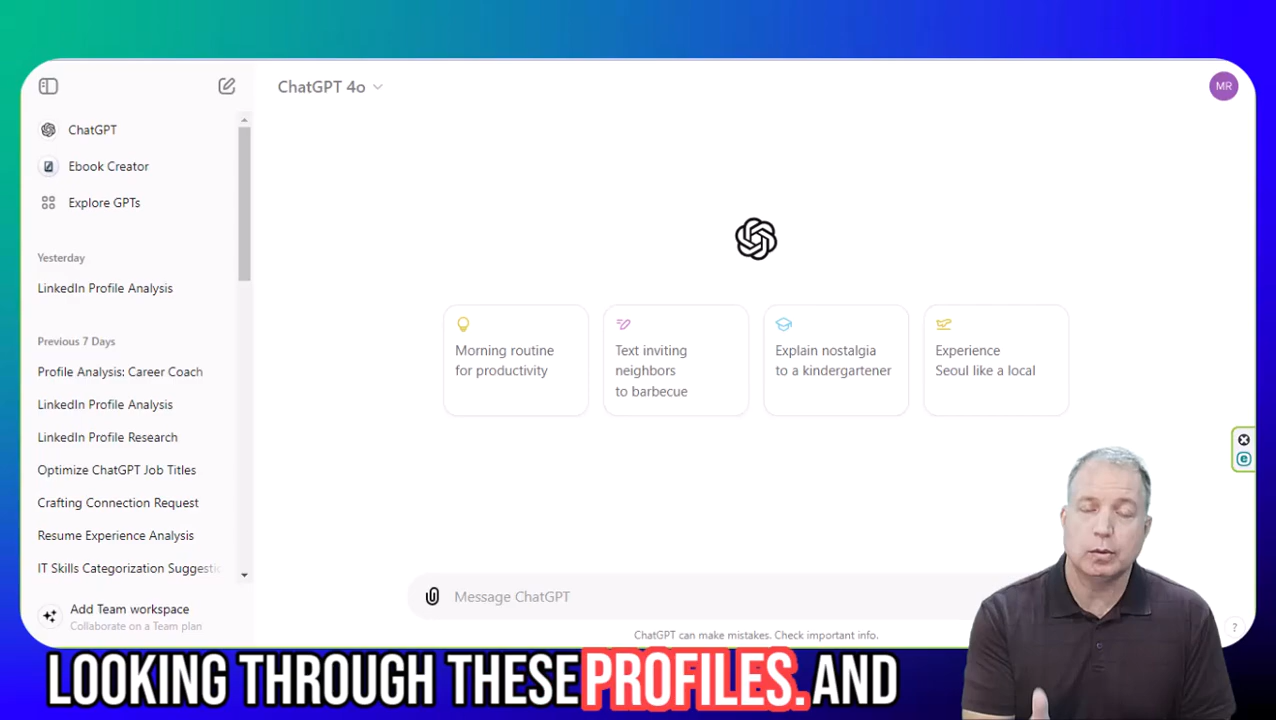 ChatGPT 4o
MR
ChatGPT
Ebook Creator
Explore GPTs
Yesterday
LinkedIn Profile Analysis
Previous 7 Days
Profile Analysis: Career Coach
LinkedIn Profile Analysis
LinkedIn Profile Research
Optimize ChatGPT Job Titles
Crafting Connection Request
Resume Experience Analysis
IT Skills Categorization
Add Team workspace
Collaborate on a Team plan
Morning routine
for productivity
Text inviting
neighbors
to barbecue
Explain nostalgia
to a kindergartener
Experience
Seoul like a local
e
Message ChatGPT
ChatGPT can make mistakes. Check important info.
?
LOOKING THROUGH THESE PROFILES. AND